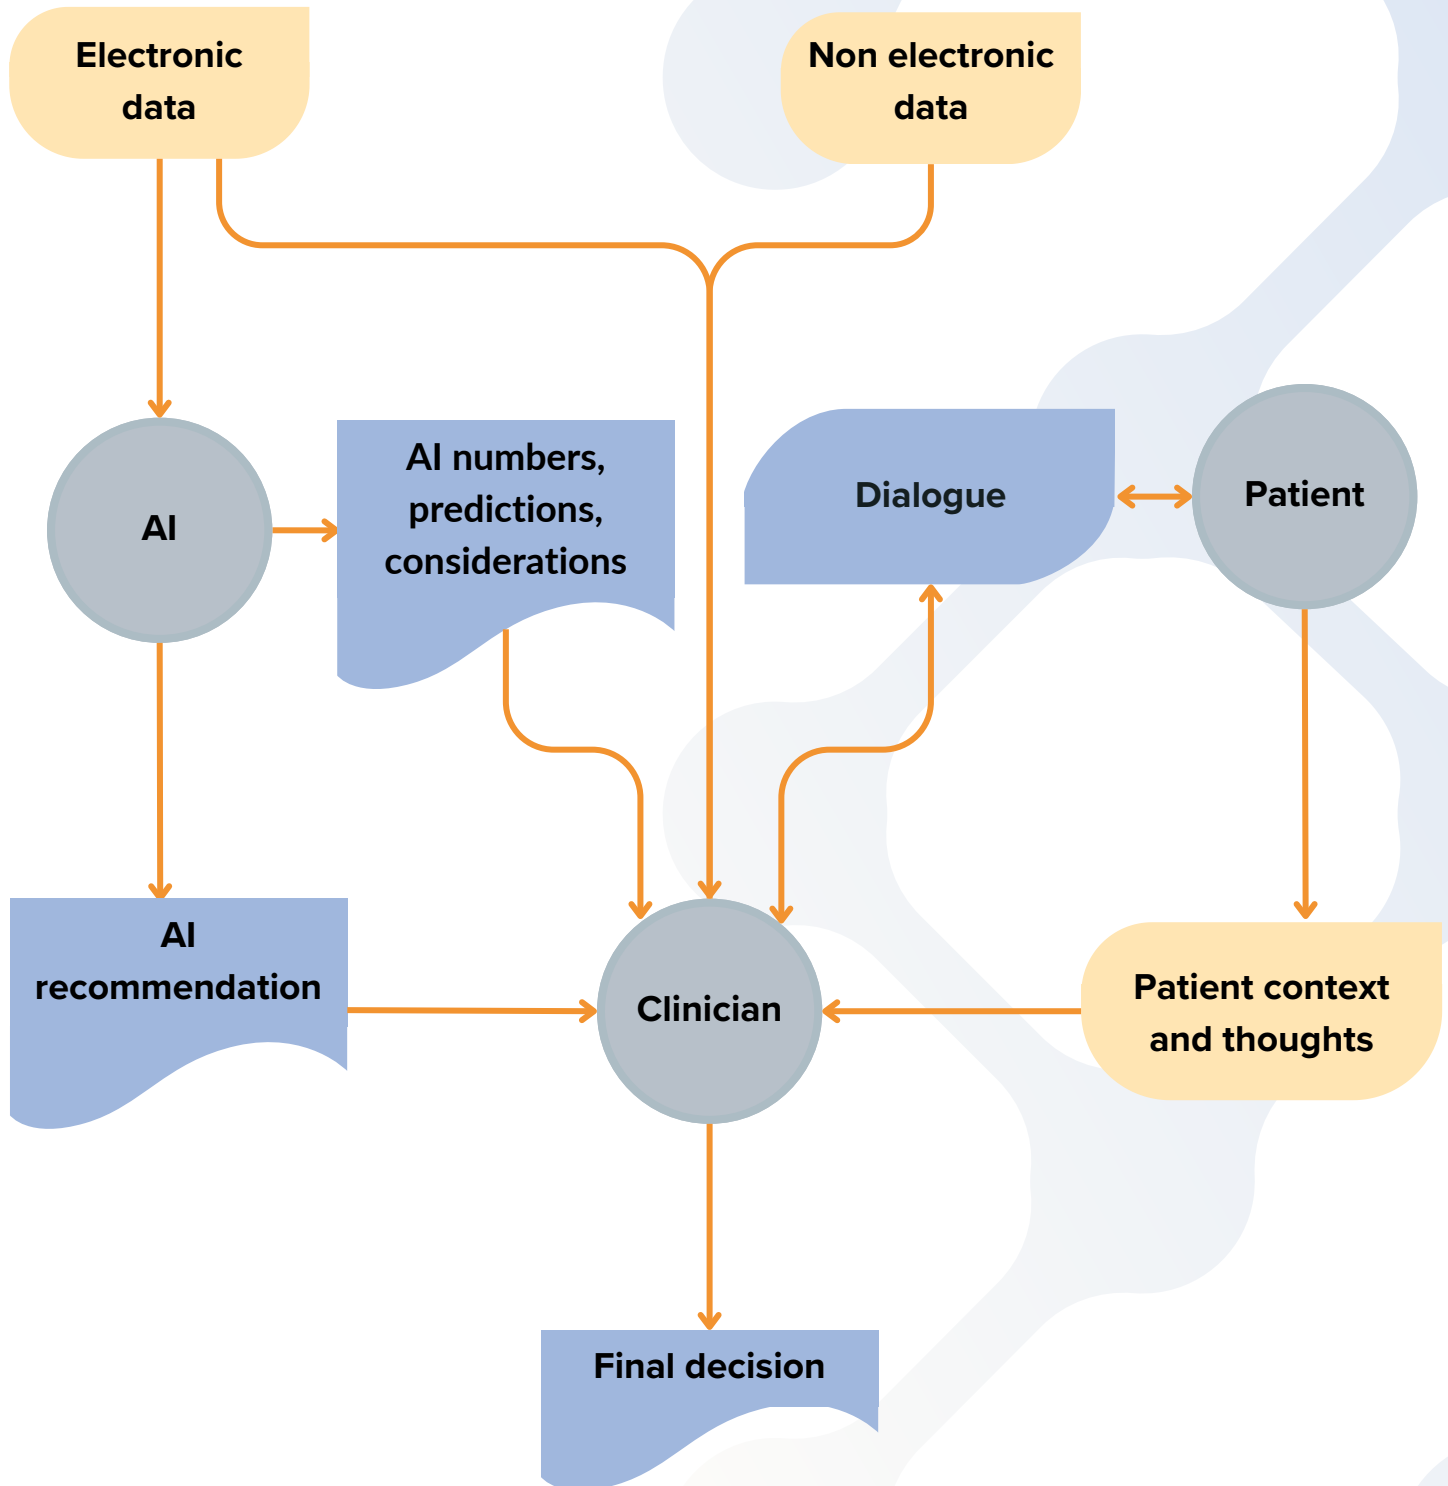 Electronic
data
Non electronic
data
AI
AI numbers,
predictions,
considerations
Dialogue
Patient
AI
recommendation
Clinician
Patient context
and thoughts
Final decision